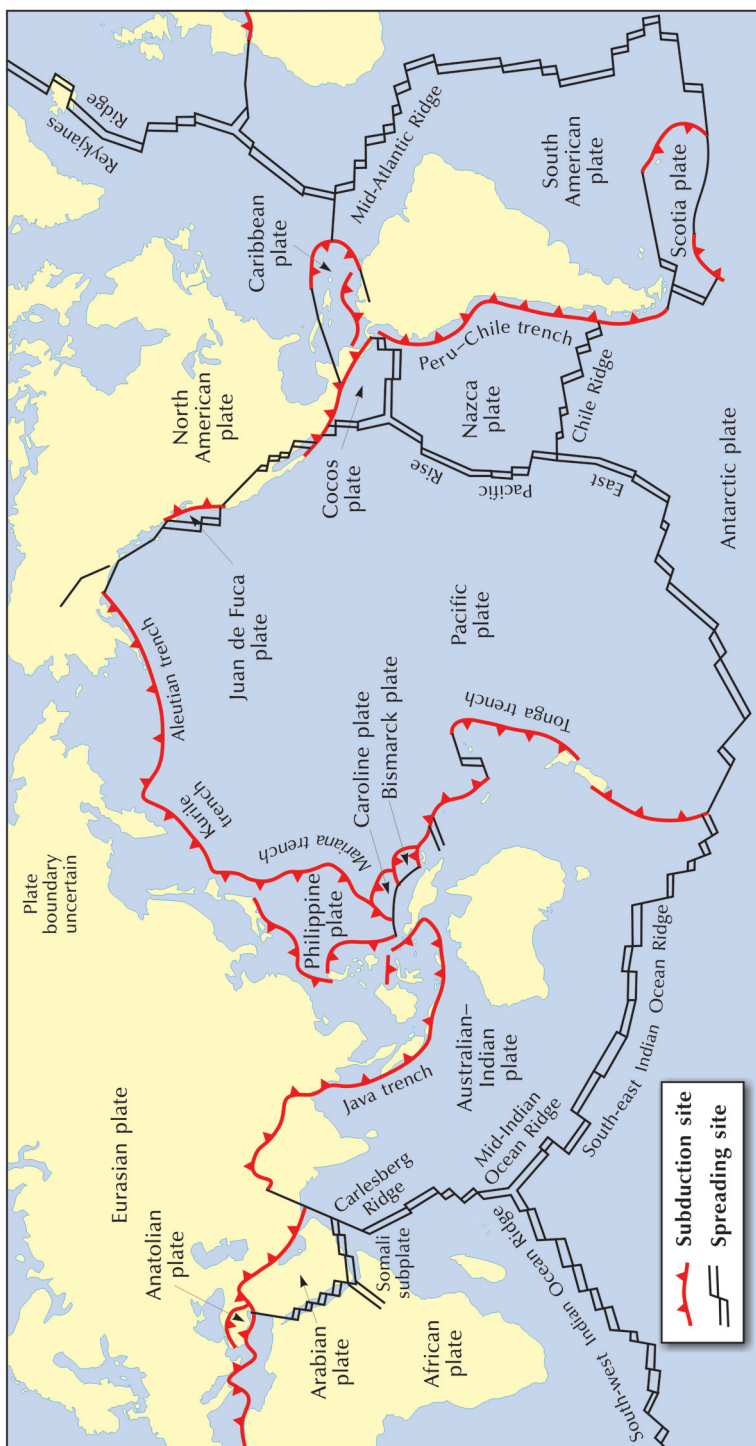 Reykjanes
Ridge
Mid-Atlantic Ridge
South
American
plate
Scotia plate
Caribbean
plate
North
American
plate
Cocos
plate
Peru–Chile trench
Nazca
plate
Chile Ridge
East
Pacific
Rise
Antarctic plate
Juan de Fuca
plate
Aleutian trench
Pacific
plate
Kurile
trench
Mariana trench
Caroline plate
Bismarck plate
Tonga trench
Plate
boundary
uncertain
Philippine
plate
Eurasian plate
Java trench
Australian–
Indian plate
Anatolian
plate
Arabian
plate
African
plate
Somali
subplate
Carlesberg
Ridge
Mid-Indian
Ocean Ridge
South-east Indian Ocean Ridge
South-west Indian Ocean Ridge
Subduction site
Spreading site